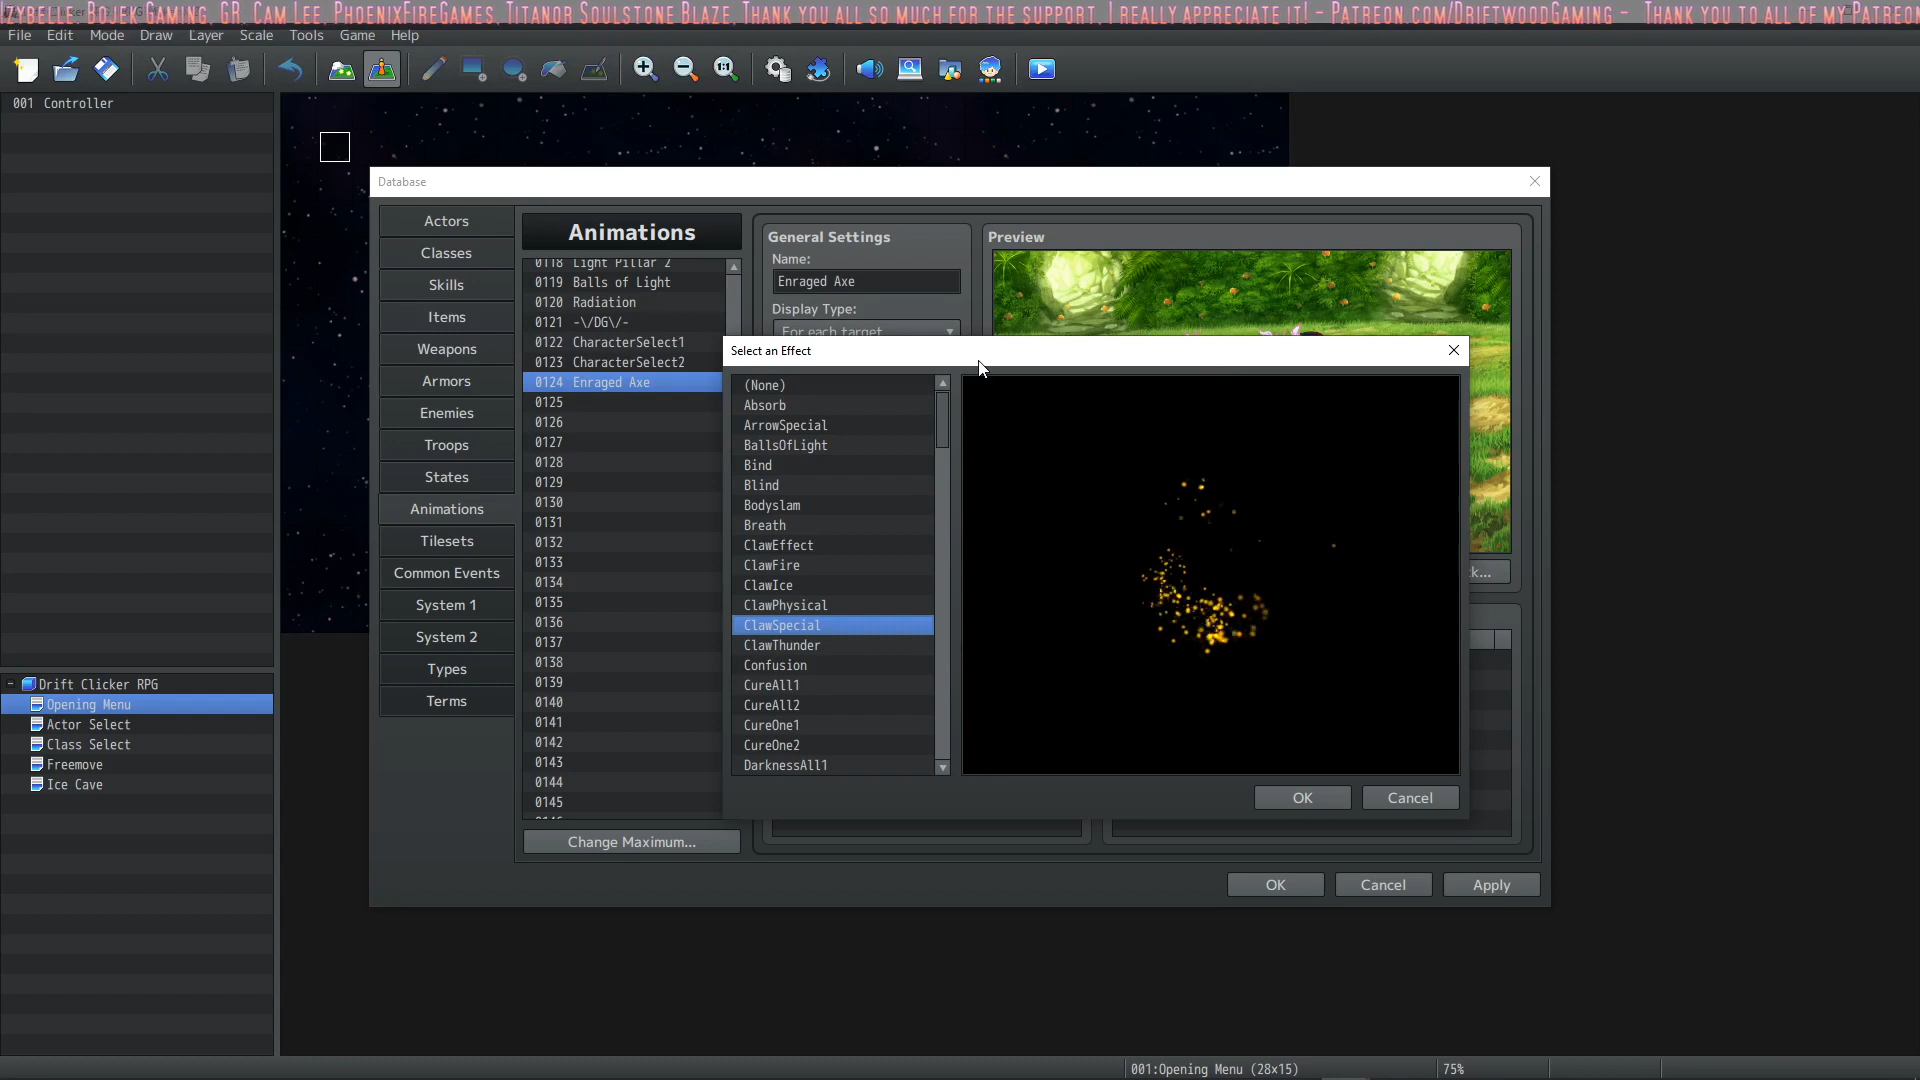 Zybelle, Bojek Gaming, GR, Cam Lee, PhoenixFireGames, Titanor Soulstone Blaze, Thank you all so much for the support, I really appreciate it! - Patreon.com/DriftwoodGaming - Thank you to all of my Patreon
File Edit Mode Draw Layer Scale Tools Game Help
001 Controller
Database
Actors
Classes
Skills
Items
Weapons
Armors
Enemies
Troops
States
Animations
Tilesets
Common Events
System 1
System 2
Types
Terms
Animations
0118 Light Pillar 2
0119 Balls of Light
0120 Radiation
0121 -\/DG\/-
0122 CharacterSelect1
0123 CharacterSelect2
0124 Enraged Axe
0125
0126
0127
0128
0129
0130
0131
0132
0133
0134
0135
0136
0137
0138
0139
0140
0141
0142
0143
0144
0145
Change Maximum...
General Settings
Name:
Enraged Axe
Display Type:
For each target
Preview
k...
Select an Effect
(None)
Absorb
ArrowSpecial
BallsOfLight
Bind
Blind
Bodyslam
Breath
ClawEffect
ClawFire
ClawIce
ClawPhysical
ClawSpecial
ClawThunder
Confusion
CureAll1
CureAll2
CureOne1
CureOne2
DarknessAll1
OK Cancel
OK Cancel Apply
Drift Clicker RPG
Opening Menu
Actor Select
Class Select
Freemove
Ice Cave
001:Opening Menu (28x15) 75%